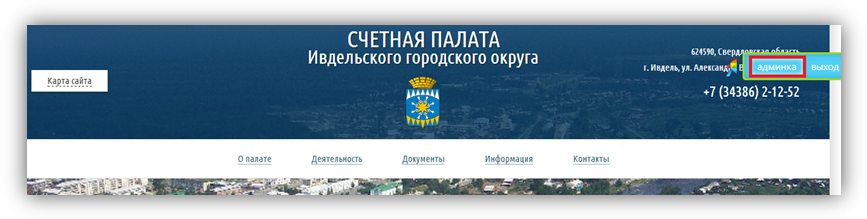 СЧЕТНАЯ ПАЛАТА
Ивдельского городского округа
624590, Свердловская область
г. Ивдель, ул. Александ
админка
выход
Карта сайта
+7 (34386) 2-12-52
О палате
Деятельность
Документы
Информация
Контакты